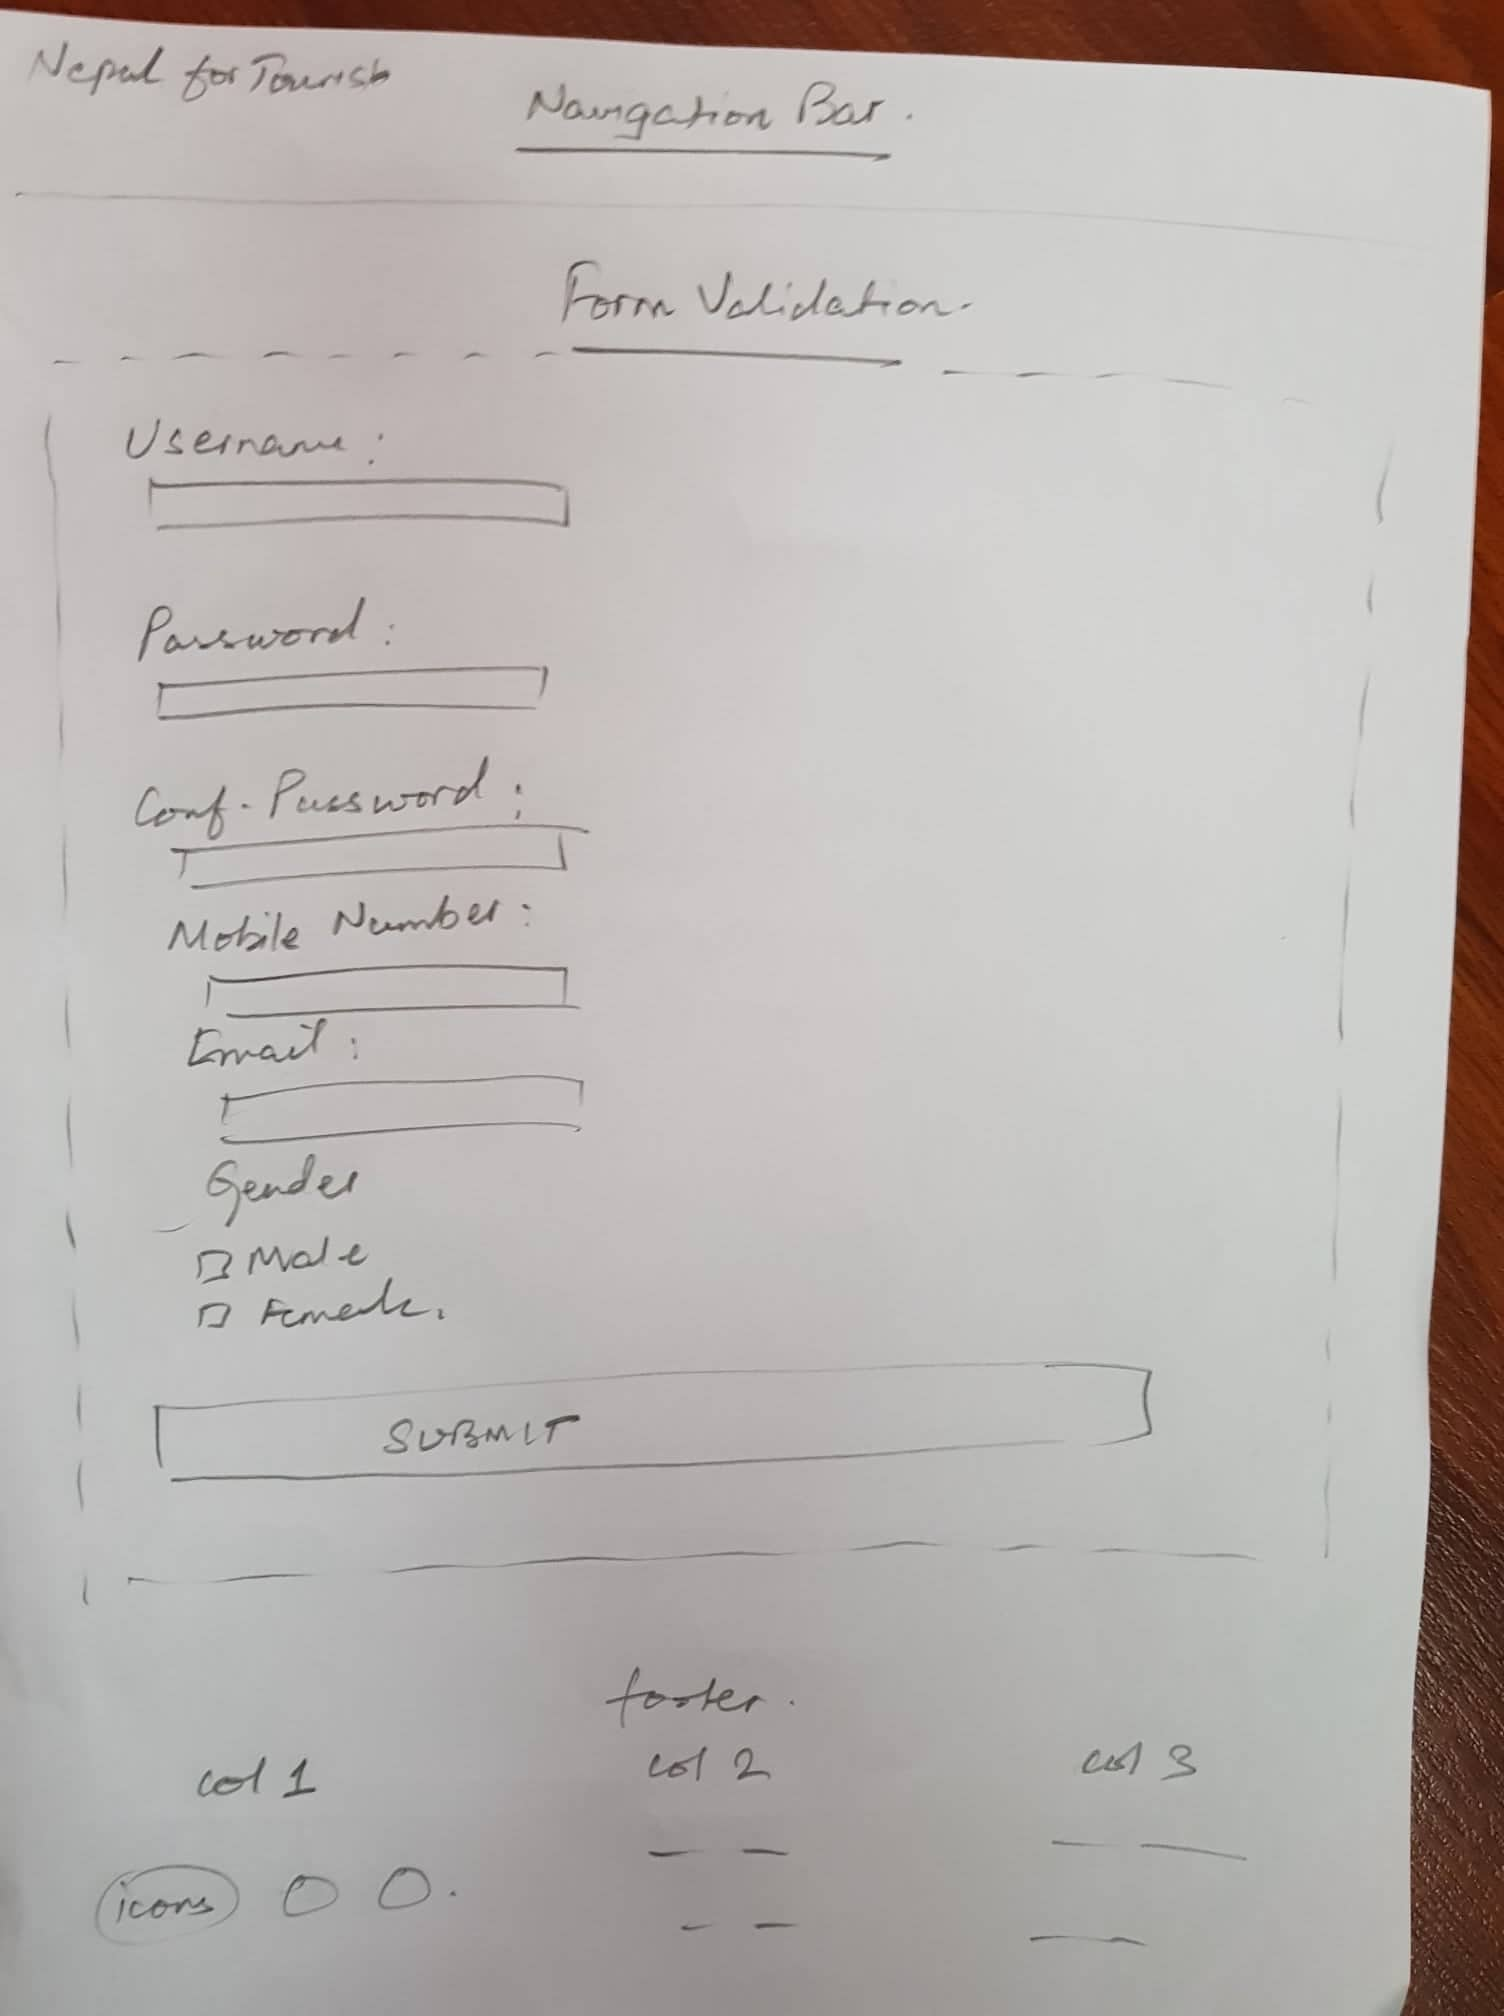 Nepal for Tourist
Navigation Bar.
Form Validation.
Username:
Password:
Conf. Password:
Mobile Number:
Email:
Gender
Male
Female.
SUBMIT
footer.
col 1 col 2 col 3
icons